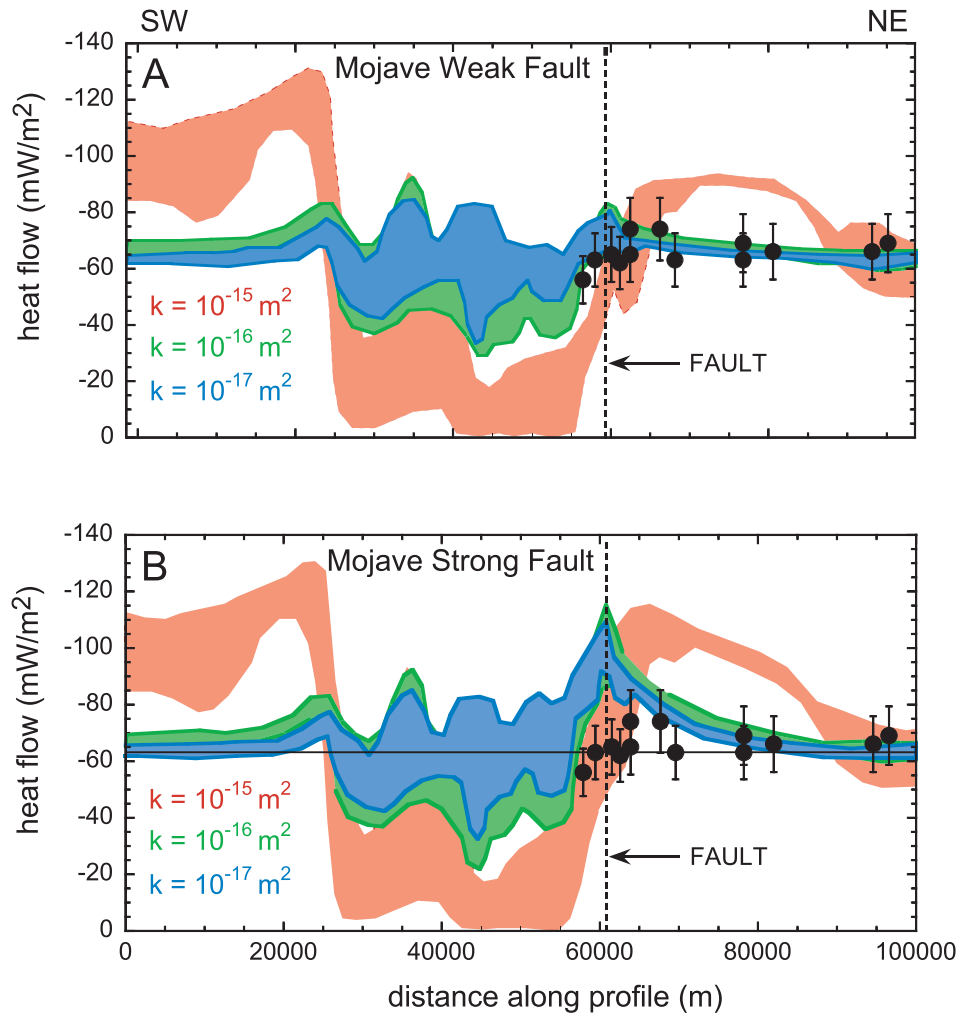 SW NE
-140
A Mojave Weak Fault
-120
-100
-80
-60
-40
-20
0
heat flow (mW/m2)
k = 10-15 m2
k = 10-16 m2
k = 10-17 m2
FAULT
-140
B Mojave Strong Fault
-120
-100
-80
-60
-40
-20
0
heat flow (mW/m2)
k = 10-15 m2
k = 10-16 m2
k = 10-17 m2
FAULT
0 20000 40000 60000 80000 100000
distance along profile (m)